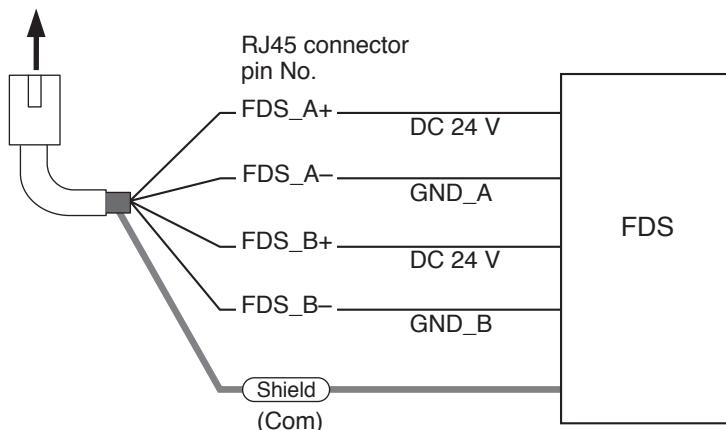 RJ45 connector
pin No.
FDS_A+
DC 24 V
FDS_A–
GND_A
FDS_B+
DC 24 V
FDS_B–
GND_B
FDS
Shield
(Com)